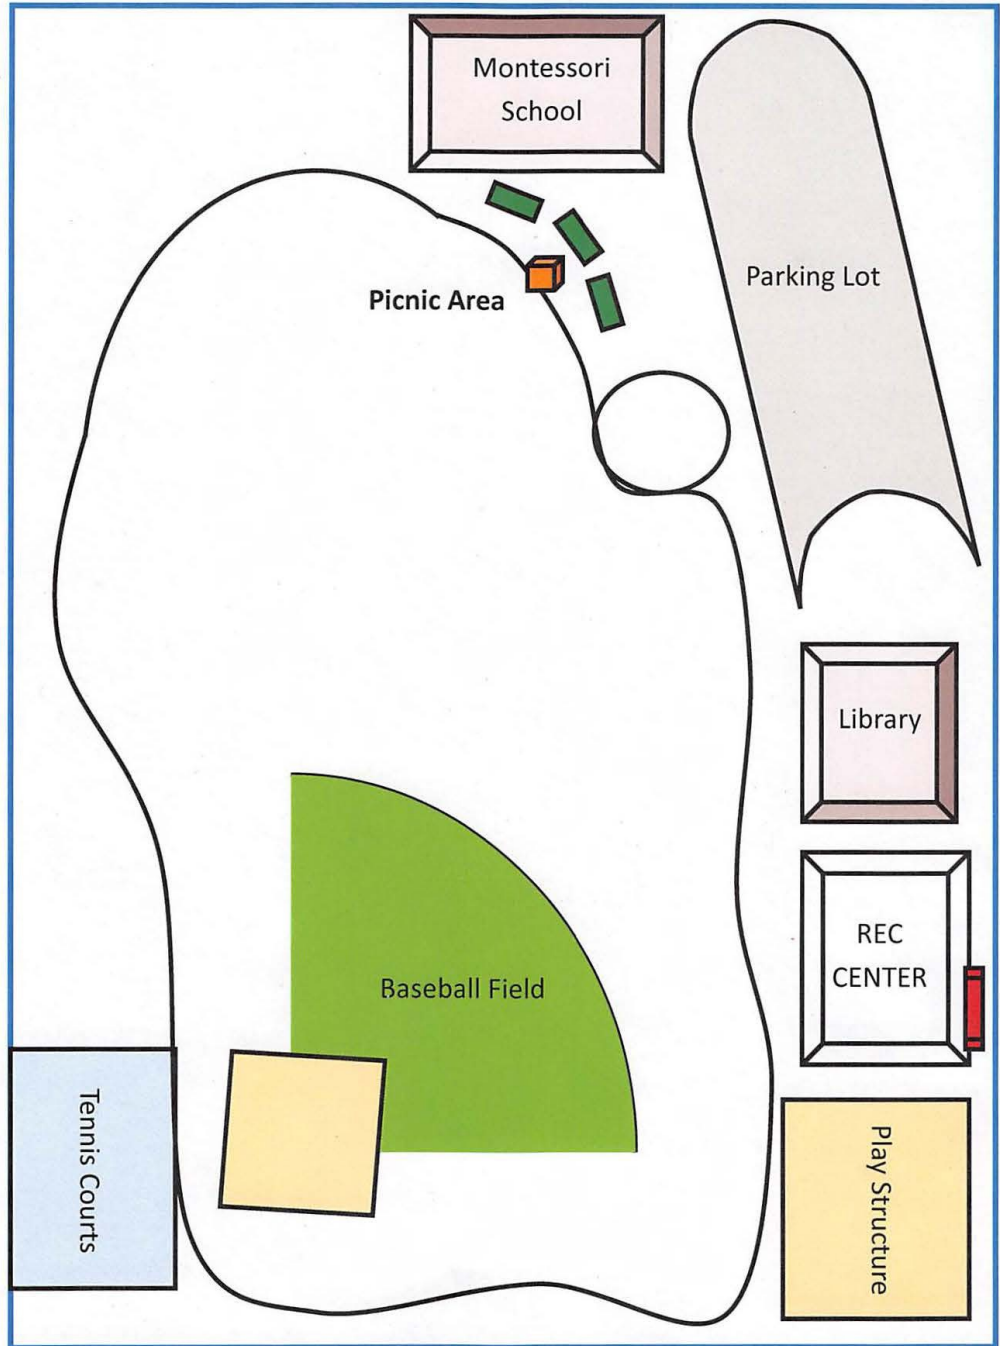 Montessori
School
Parking Lot
Picnic Area
Library
REC
CENTER
Baseball Field
Tennis Courts
Play Structure